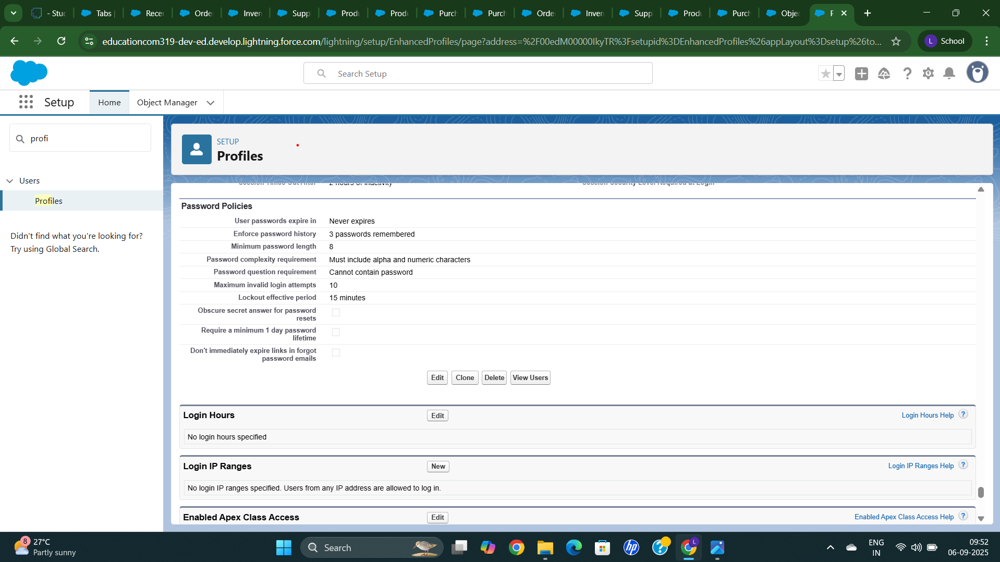 - Stud
Tabs
Recen
Orde
Inven
Supp
Produ
Produ
Purch
Purch
Orde
Inven
Supp
Produ
Purch
Objec
P
educationcom319-dev-ed.develop.lightning.force.com/lightning/setup/EnhancedProfiles/page?address=%2F00edM00000IkyTR%3Fsetupid%3DEnhancedProfiles%26appLayout%3Dsetup%26to...
L School
Search Setup
Setup
Home
Object Manager
profi
Users
Profiles
Didn't find what you're looking for?
Try using Global Search.
SETUP
Profiles
Session Times Out After 2 hours of inactivity Session Security Level Required at Login
Password Policies
User passwords expire in Never expires
Enforce password history 3 passwords remembered
Minimum password length 8
Password complexity requirement Must include alpha and numeric characters
Password question requirement Cannot contain password
Maximum invalid login attempts 10
Lockout effective period 15 minutes
Obscure secret answer for password
resets
Require a minimum 1 day password
lifetime
Don't immediately expire links in forgot
password emails
Edit Clone Delete View Users
Login Hours Edit Login Hours Help ?
No login hours specified
Login IP Ranges New Login IP Ranges Help ?
No login IP ranges specified. Users from any IP address are allowed to log in.
Enabled Apex Class Access Edit Enabled Apex Class Access Help ?
8
27°C
Partly sunny
Search
hp
L
ENG
IN
09:52
06-09-2025